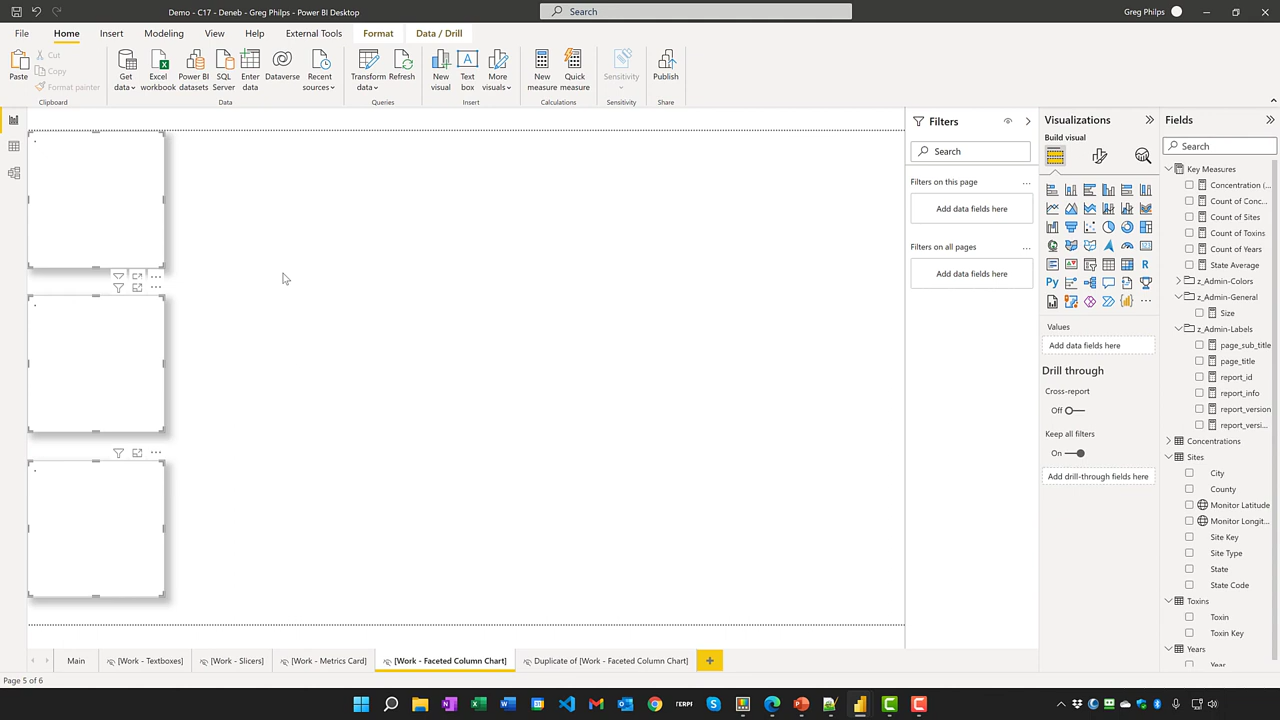 Demo - C17 - Deneb - Greg Philps - Power BI Desktop
Search
Greg Philps
File Home Insert Modeling View Help External Tools Format Data / Drill
Paste
Cut
Copy
Format painter
Clipboard
Get data
Excel workbook
Power BI datasets
SQL Server
Enter data
Dataverse
Recent sources
Data
Transform data
Refresh
Queries
New visual
Text box
More visuals
Insert
New measure
Quick measure
Calculations
Sensitivity
Sensitivity
Publish
Share
Filters
Search
Filters on this page
...
Add data fields here
Filters on all pages
...
Add data fields here
Visualizations
Build visual
Values
Add data fields here
Drill through
Cross-report
Off
Keep all filters
On
Add drill-through fields here
Fields
Search
Key Measures
Concentration (...
Count of Conc...
Count of Sites
Count of Toxins
Count of Years
State Average
z_Admin-Colors
z_Admin-General
Size
z_Admin-Labels
page_sub_title
page_title
report_id
report_info
report_version
report_versi...
Concentrations
Sites
City
County
Monitor Latitude
Monitor Longit...
Site Key
Site Type
State
State Code
Toxins
Toxin
Toxin Key
Years
Year
Main
[Work - Textboxes]
[Work - Slicers]
[Work - Metrics Card]
[Work - Faceted Column Chart]
Duplicate of [Work - Faceted Column Chart]
Page 5 of 6